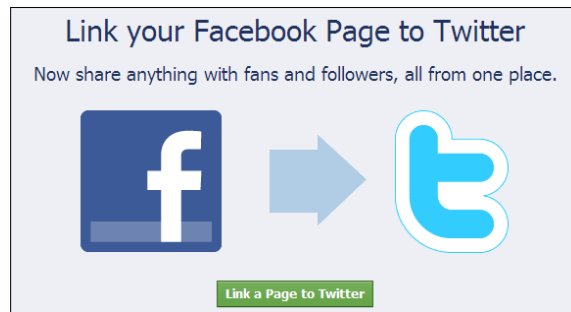 Link your Facebook Page to Twitter
Now share anything with fans and followers, all from one place.
f
t
Link a Page to Twitter